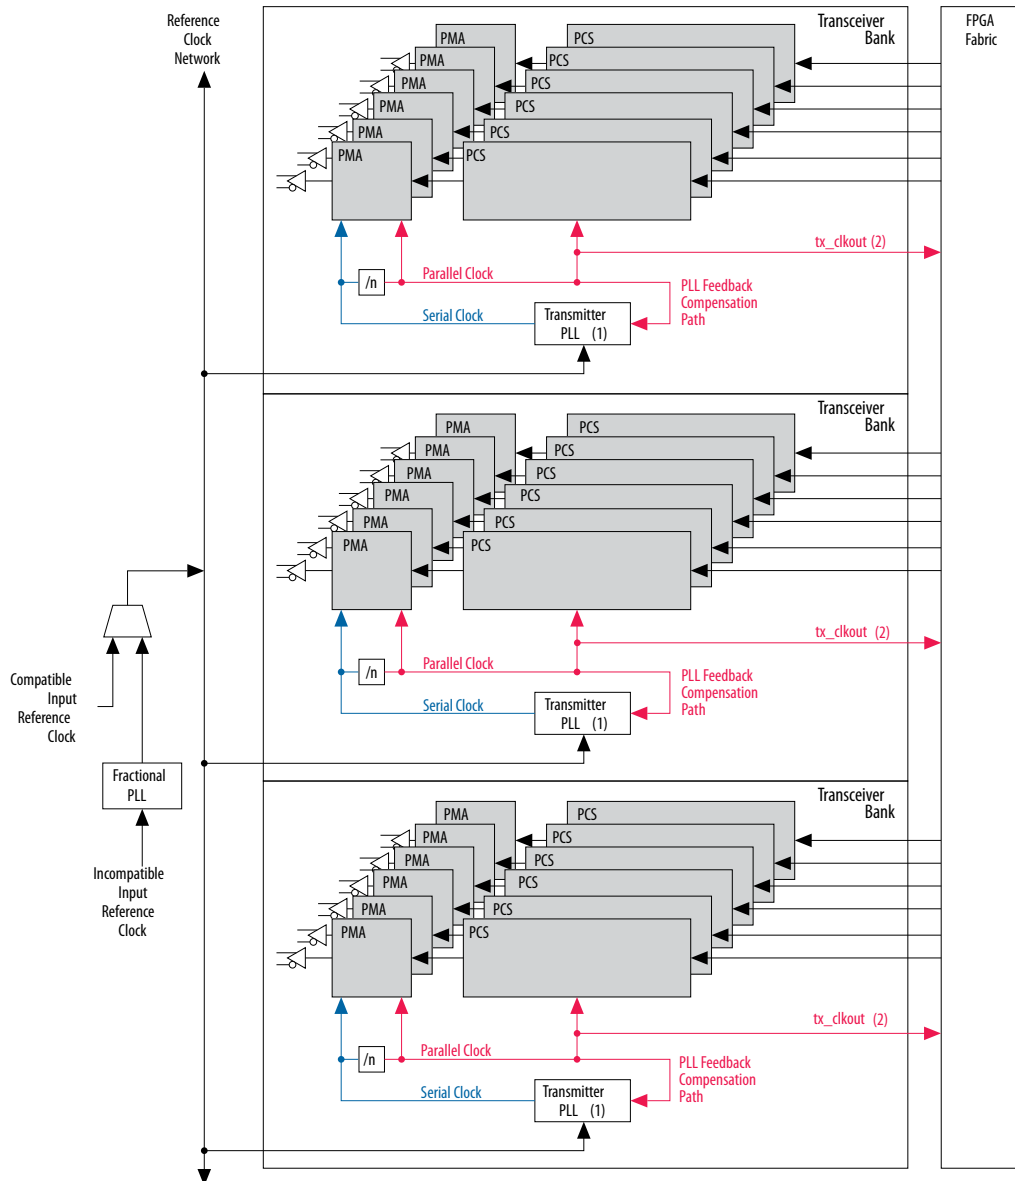 Reference
Clock
Network
Transceiver
Bank
FPGA
Fabric
PMA
PMA
PMA
PMA
PMA
PMA
PCS
PCS
PCS
PCS
PCS
PCS
tx_clkout (2)
/n
Parallel Clock
Serial Clock
Transmitter
PLL (1)
PLL Feedback
Compensation
Path
Transceiver
Bank
PMA
PMA
PMA
PMA
PMA
PMA
PCS
PCS
PCS
PCS
PCS
PCS
tx_clkout (2)
/n
Parallel Clock
Serial Clock
Transmitter
PLL (1)
PLL Feedback
Compensation
Path
Compatible
Input
Reference
Clock
Fractional
PLL
Incompatible
Input
Reference
Clock
Transceiver
Bank
PMA
PMA
PMA
PMA
PMA
PMA
PCS
PCS
PCS
PCS
PCS
PCS
tx_clkout (2)
/n
Parallel Clock
Serial Clock
Transmitter
PLL (1)
PLL Feedback
Compensation
Path